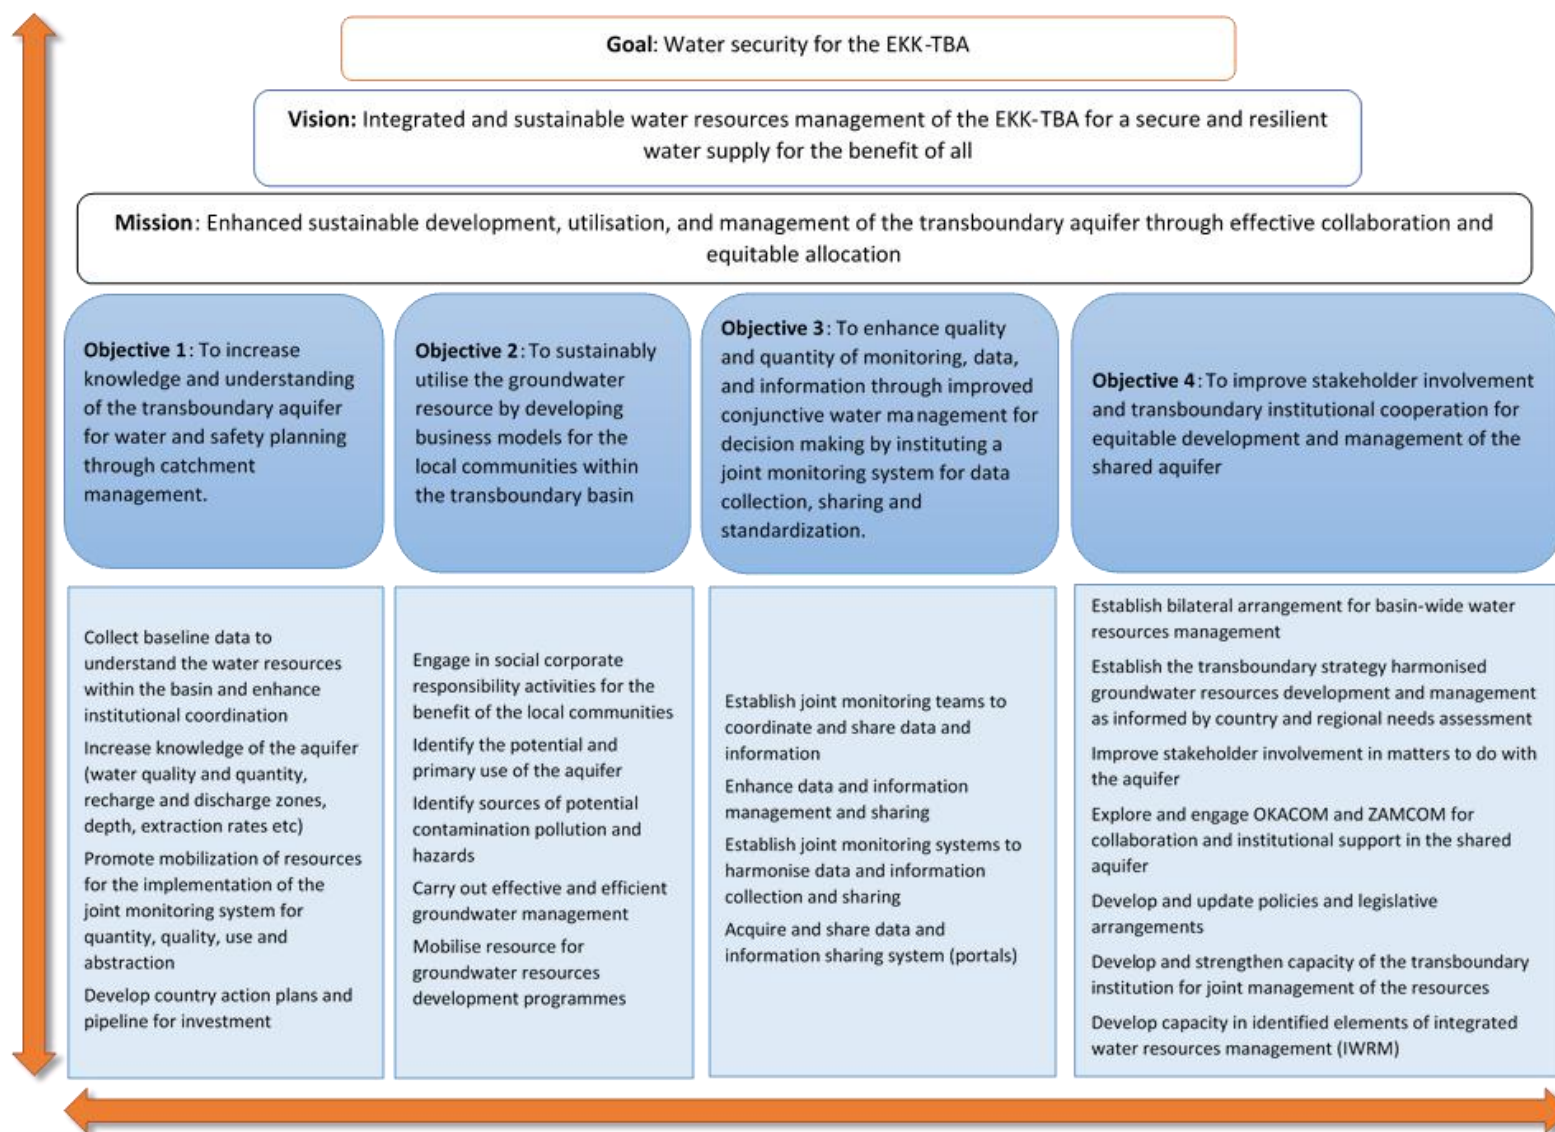 Goal: Water security for the EKK-TBA
Vision: Integrated and sustainable water resources management of the EKK-TBA for a secure and resilient
water supply for the benefit of all
Mission: Enhanced sustainable development, utilisation, and management of the transboundary aquifer through effective collaboration and
equitable allocation
Objective 1: To increase
knowledge and understanding
of the transboundary aquifer
for water and safety planning
through catchment
management.
Objective 2: To sustainably
utilise the groundwater
resource by developing
business models for the
local communities within
the transboundary basin
Objective 3: To enhance quality
and quantity of monitoring, data,
and information through improved
conjunctive water management for
decision making by instituting a
joint monitoring system for data
collection, sharing and
standardization.
Objective 4: To improve stakeholder involvement
and transboundary institutional cooperation for
equitable development and management of the
shared aquifer
Collect baseline data to
understand the water resources
within the basin and enhance
institutional coordination
Increase knowledge of the aquifer
(water quality and quantity,
recharge and discharge zones,
depth, extraction rates etc)
Promote mobilization of resources
for the implementation of the
joint monitoring system for
quantity, quality, use and
abstraction
Develop country action plans and
pipeline for investment
Engage in social corporate
responsibility activities for the
benefit of the local communities
Identify the potential and
primary use of the aquifer
Identify sources of potential
contamination pollution and
hazards
Carry out effective and efficient
groundwater management
Mobilise resource for
groundwater resources
development programmes
Establish joint monitoring teams to
coordinate and share data and
information
Enhance data and information
management and sharing
Establish joint monitoring systems to
harmonise data and information
collection and sharing
Acquire and share data and
information sharing system (portals)
Establish bilateral arrangement for basin-wide water
resources management
Establish the transboundary strategy harmonised
groundwater resources development and management
as informed by country and regional needs assessment
Improve stakeholder involvement in matters to do with
the aquifer
Explore and engage OKACOM and ZAMCOM for
collaboration and institutional support in the shared
aquifer
Develop and update policies and legislative
arrangements
Develop and strengthen capacity of the transboundary
institution for joint management of the resources
Develop capacity in identified elements of integrated
water resources management (IWRM)